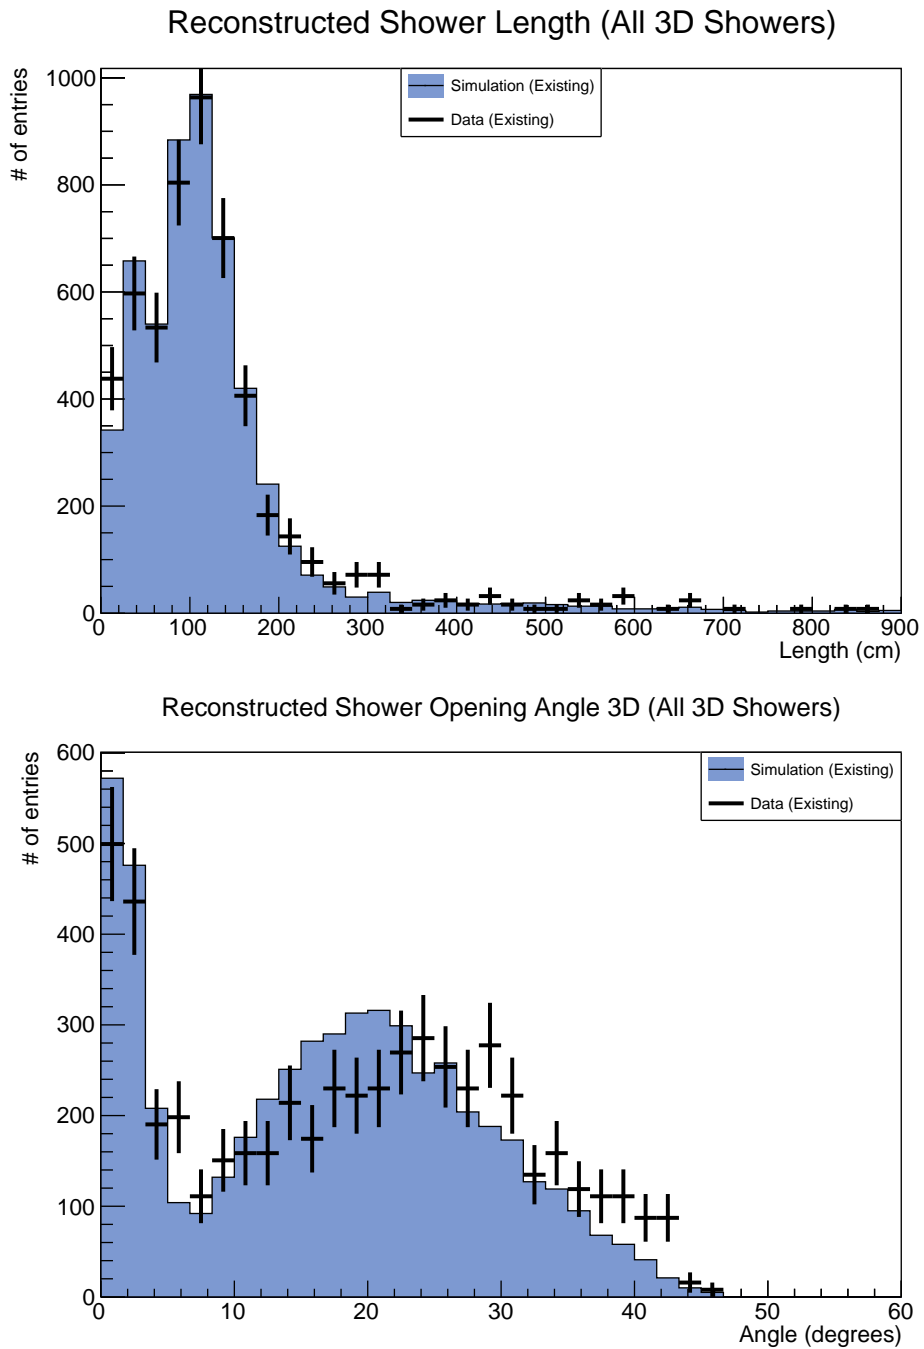 Reconstructed Shower Length (All 3D Showers)
# of entries
1000
800
600
400
200
0
Simulation (Existing)
Data (Existing)
0 100 200 300 400 500 600 700 800 900
Length (cm)
Reconstructed Shower Opening Angle 3D (All 3D Showers)
# of entries
600
500
400
300
200
100
0
Simulation (Existing)
Data (Existing)
0 10 20 30 40 50 60
Angle (degrees)